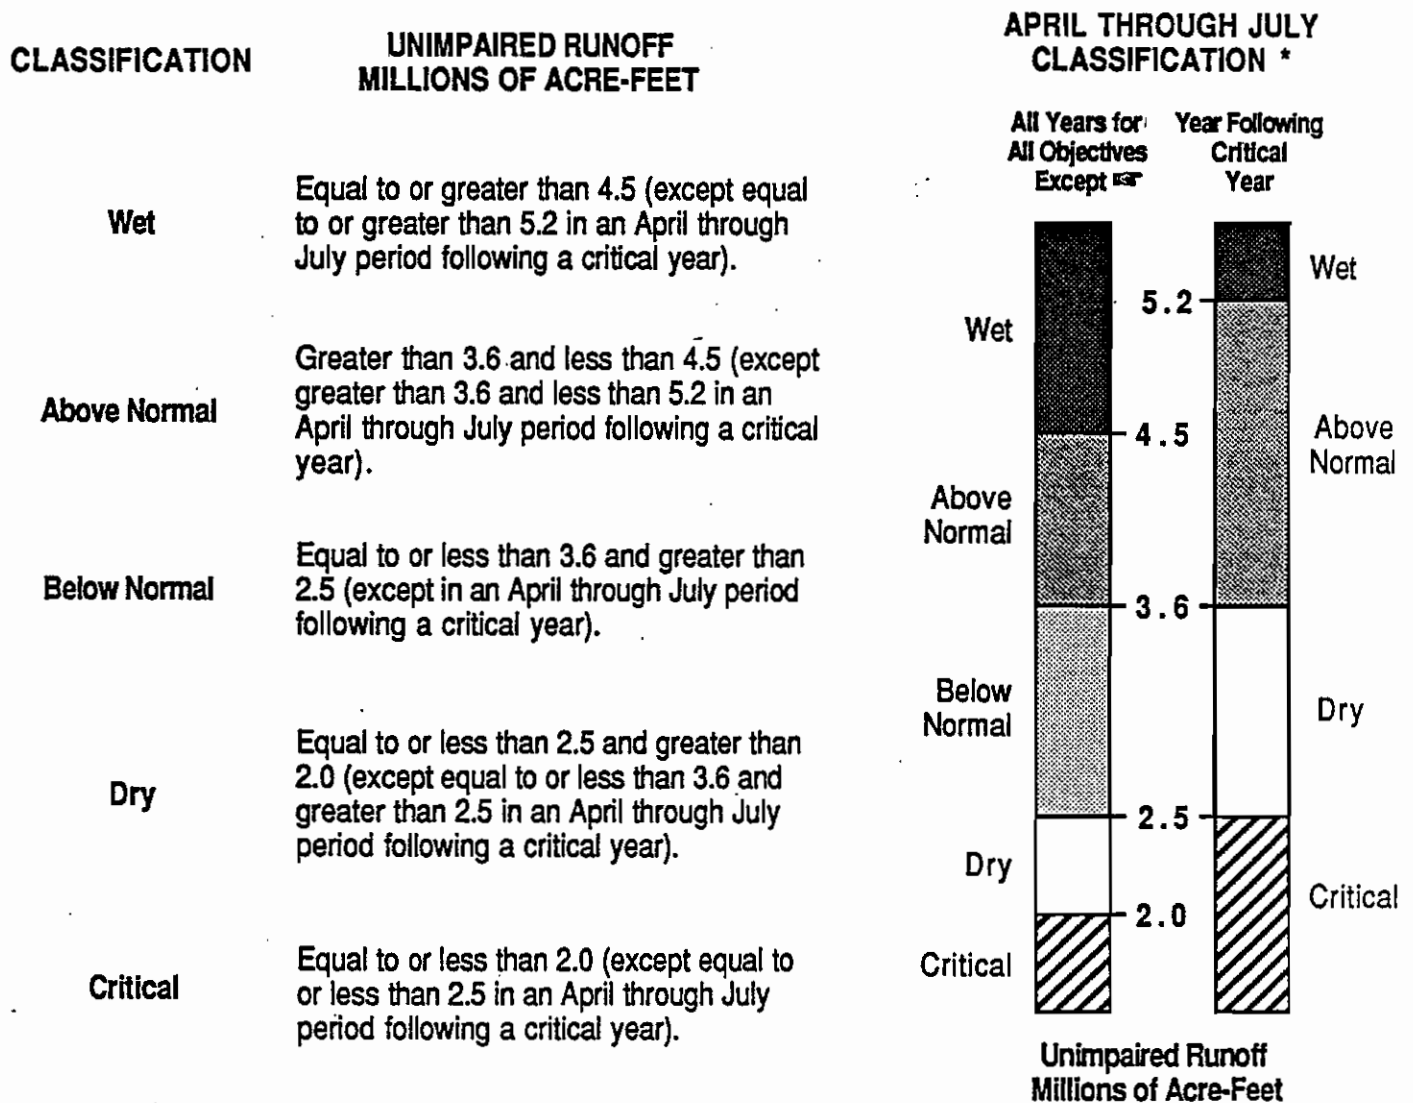 CLASSIFICATION
UNIMPAIRED RUNOFF
MILLIONS OF ACRE-FEET
Wet
Equal to or greater than 4.5 (except equal
to or greater than 5.2 in an April through
July period following a critical year).
Above Normal
Greater than 3.6 and less than 4.5 (except
greater than 3.6 and less than 5.2 in an
April through July period following a critical
year).
Below Normal
Equal to or less than 3.6 and greater than
2.5 (except in an April through July period
following a critical year).
Dry
Equal to or less than 2.5 and greater than
2.0 (except equal to or less than 3.6 and
greater than 2.5 in an April through July
period following a critical year).
Critical
Equal to or less than 2.0 (except equal to
or less than 2.5 in an April through July
period following a critical year).
APRIL THROUGH JULY
CLASSIFICATION *
All Years for
All Objectives
Except ☞
Year Following
Critical
Year
Wet
Above
Normal
Below
Normal
Dry
Critical
5.2
4.5
3.6
2.5
2.0
Wet
Above
Normal
Dry
Critical
Unimpaired Runoff
Millions of Acre-Feet